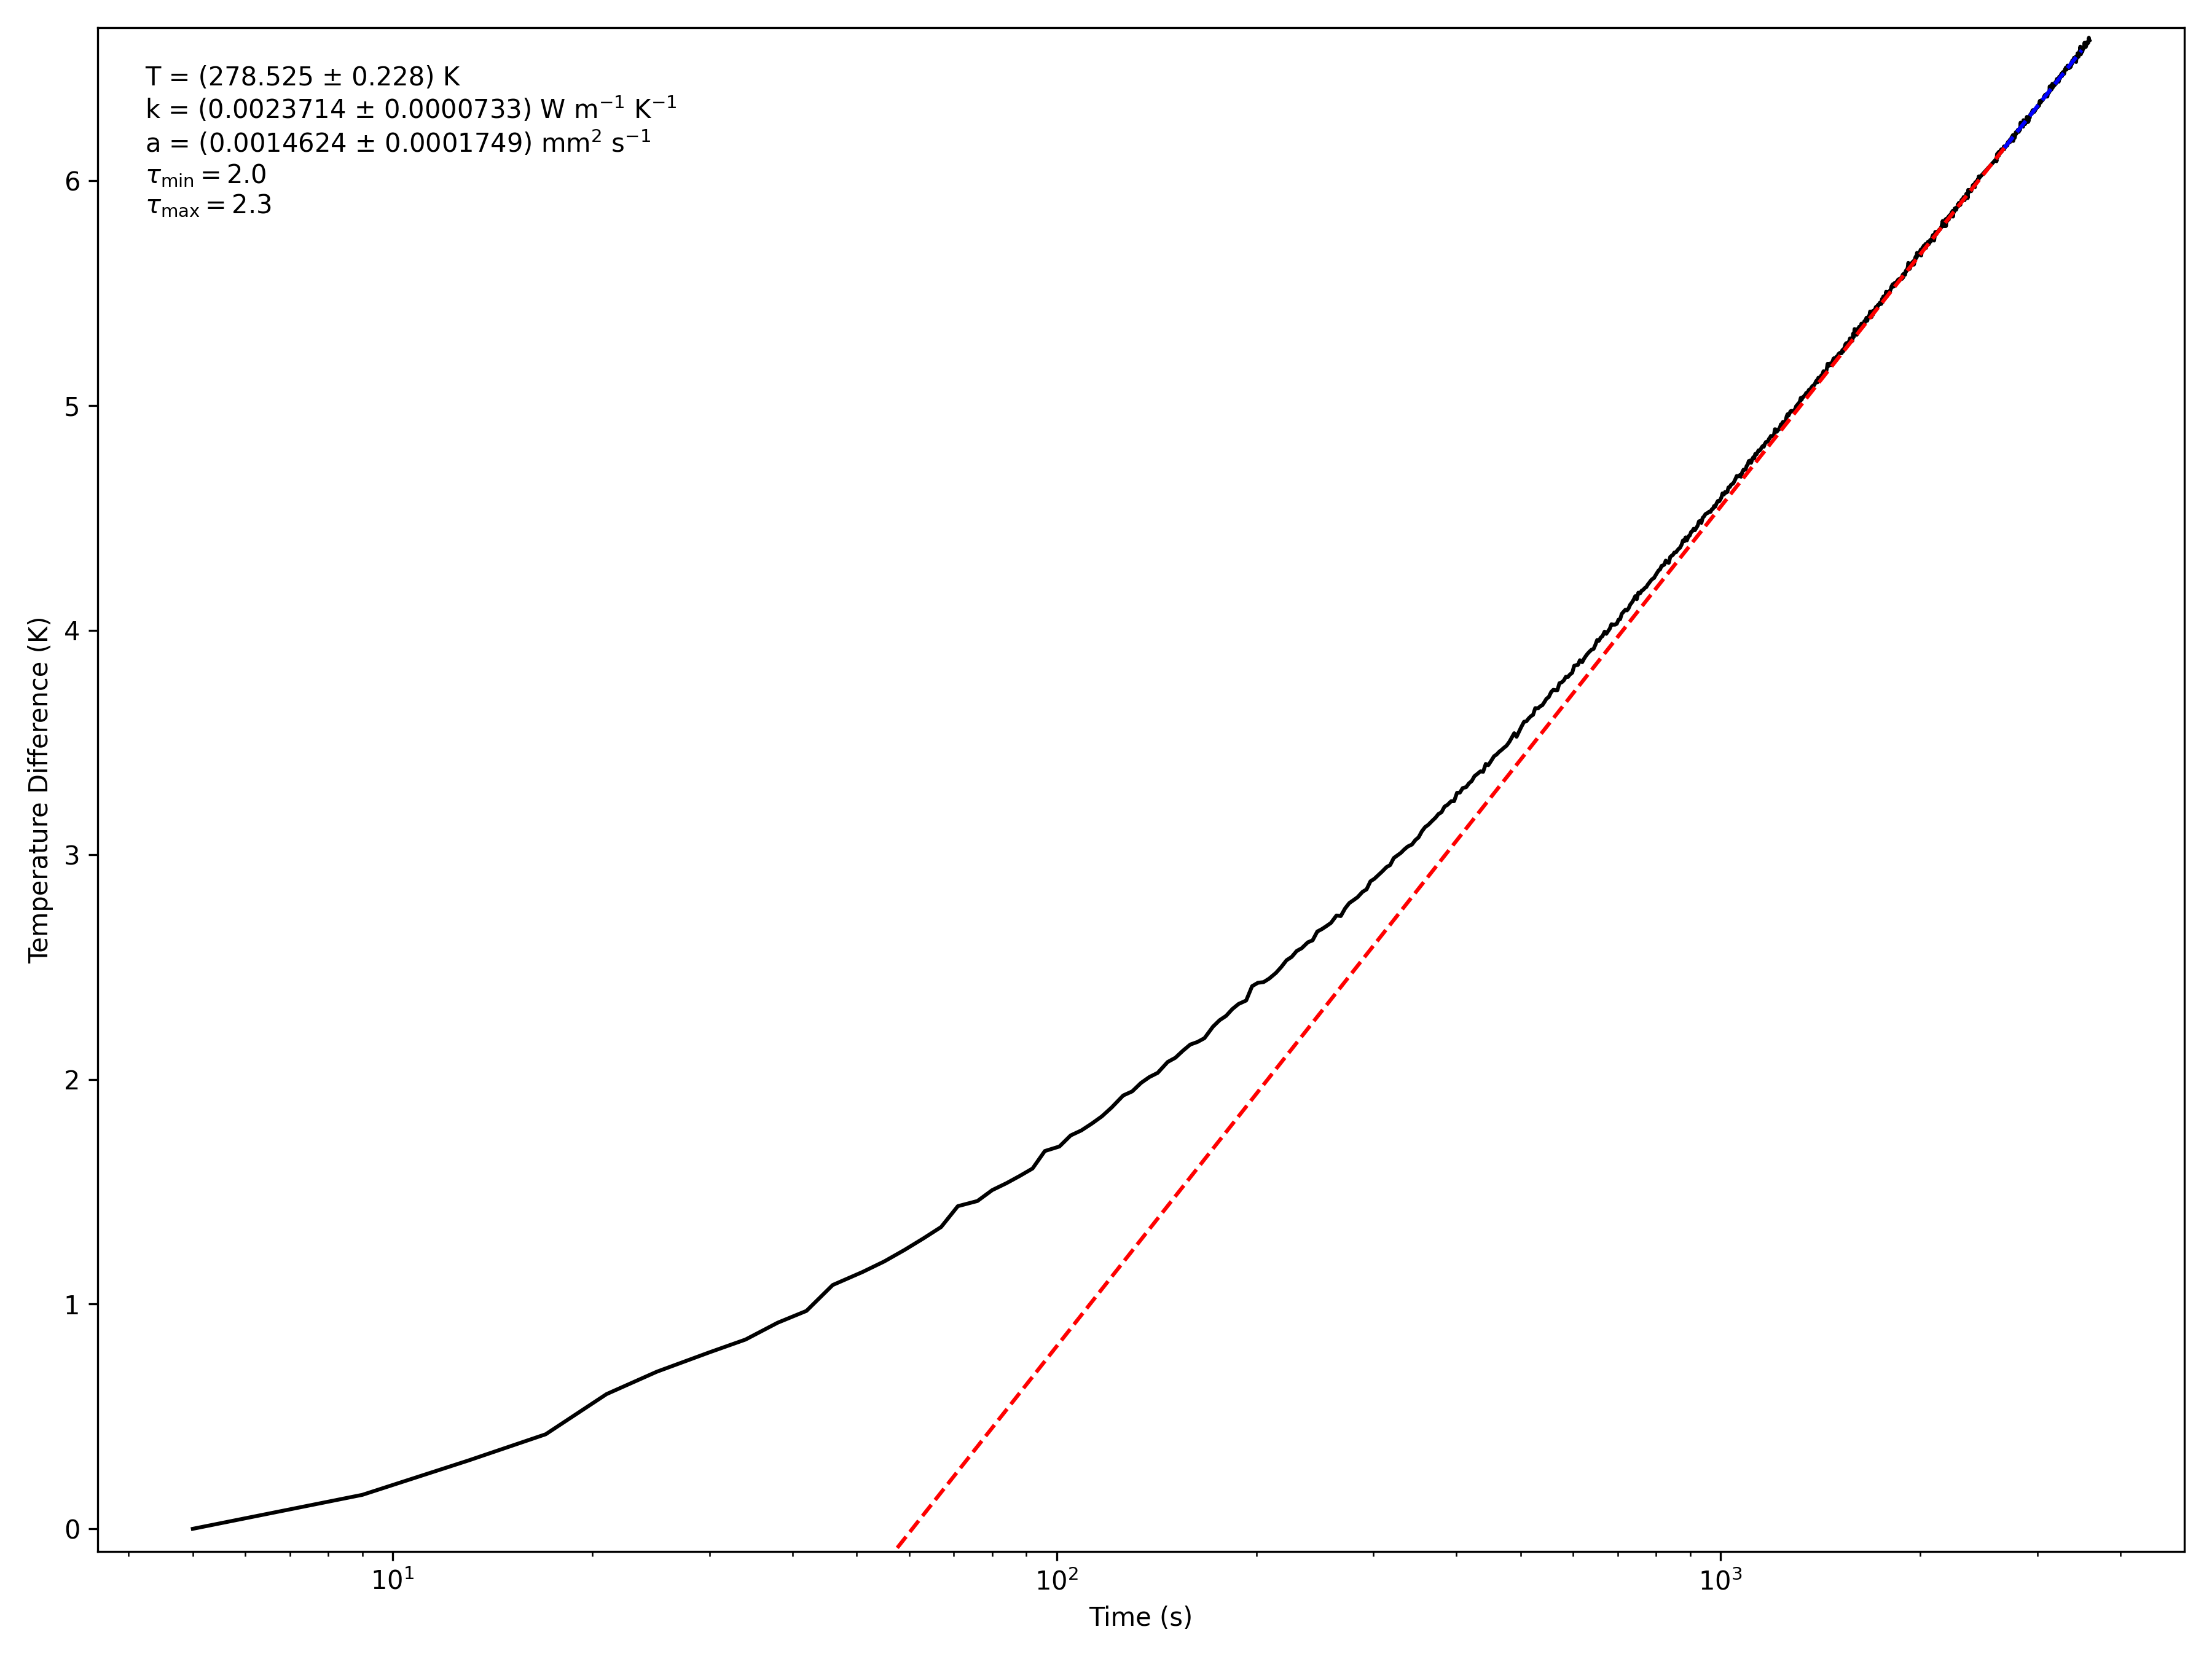 T = (278.525 ± 0.228) K
k = (0.0023714 ± 0.0000733) W m⁻¹ K⁻¹
a = (0.0014624 ± 0.0001749) mm² s⁻¹
τmin = 2.0
τmax = 2.3
6
5
4
3
2
1
0
Temperature Difference (K)
10¹ 10² 10³
Time (s)